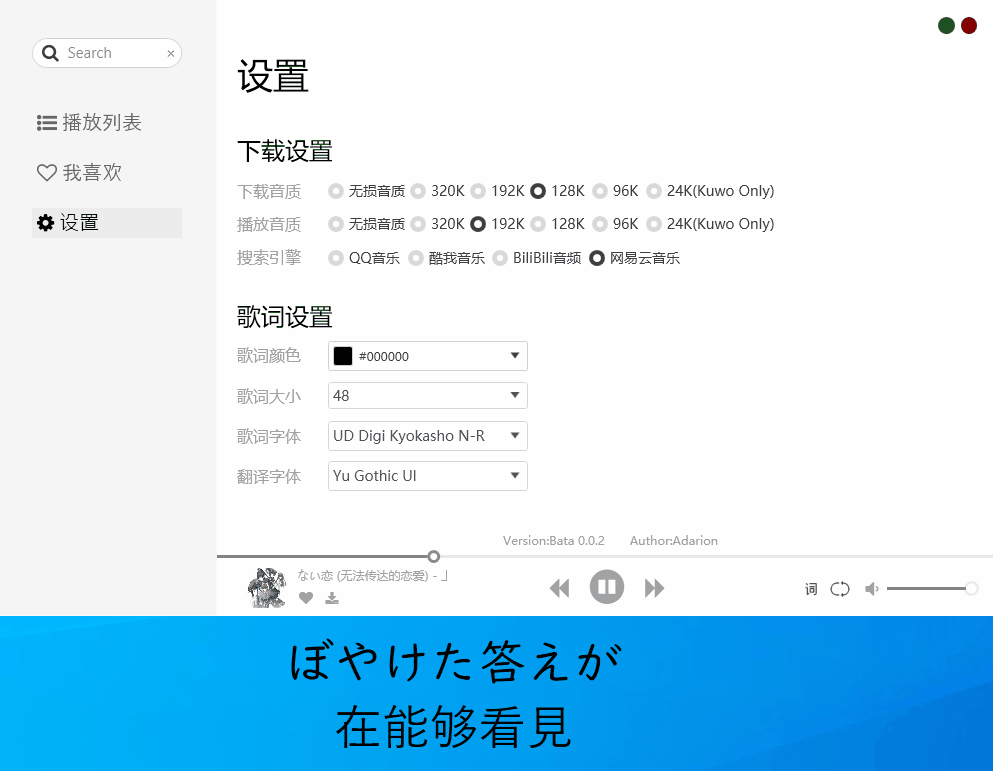 Search ×
播放列表
我喜欢
设置
设置
下载设置
下载音质 无损音质 320K 192K 128K 96K 24K(Kuwo Only)
播放音质 无损音质 320K 192K 128K 96K 24K(Kuwo Only)
搜索引擎 QQ音乐 酷我音乐 BiliBili音频 网易云音乐
歌词设置
歌词颜色 #000000
歌词大小 48
歌词字体 UD Digi Kyokasho N-R
翻译字体 Yu Gothic UI
Version:Bata 0.0.2 Author:Adarion
ない恋 (无法传达的恋爱) -
词
ぼやけた答えが
在能够看見